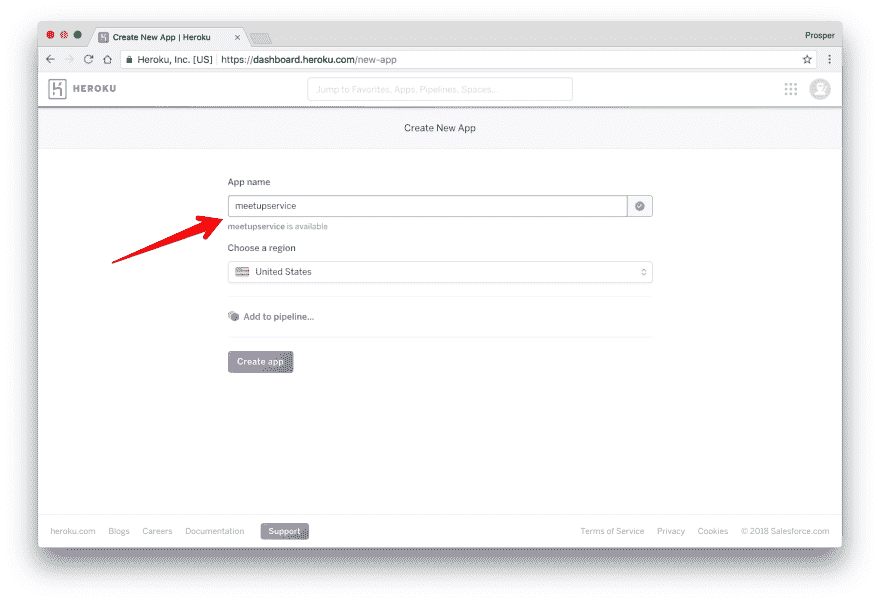 Create New App | Heroku
Prosper
Heroku, Inc. [US] https://dashboard.heroku.com/new-app
HEROKU
Jump to Favorites, Apps, Pipelines, Spaces...
Create New App
App name
meetupservice
meetupservice is available
Choose a region
United States
Add to pipeline...
Create app
heroku.com Blogs Careers Documentation Support Terms of Service Privacy Cookies © 2018 Salesforce.com